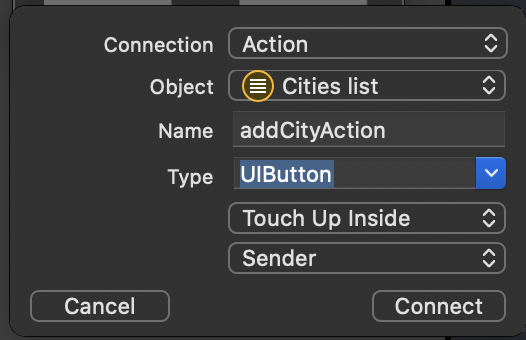 Connection Action
Object Cities list
Name addCityAction
Type UIButton
Touch Up Inside
Sender
Cancel Connect